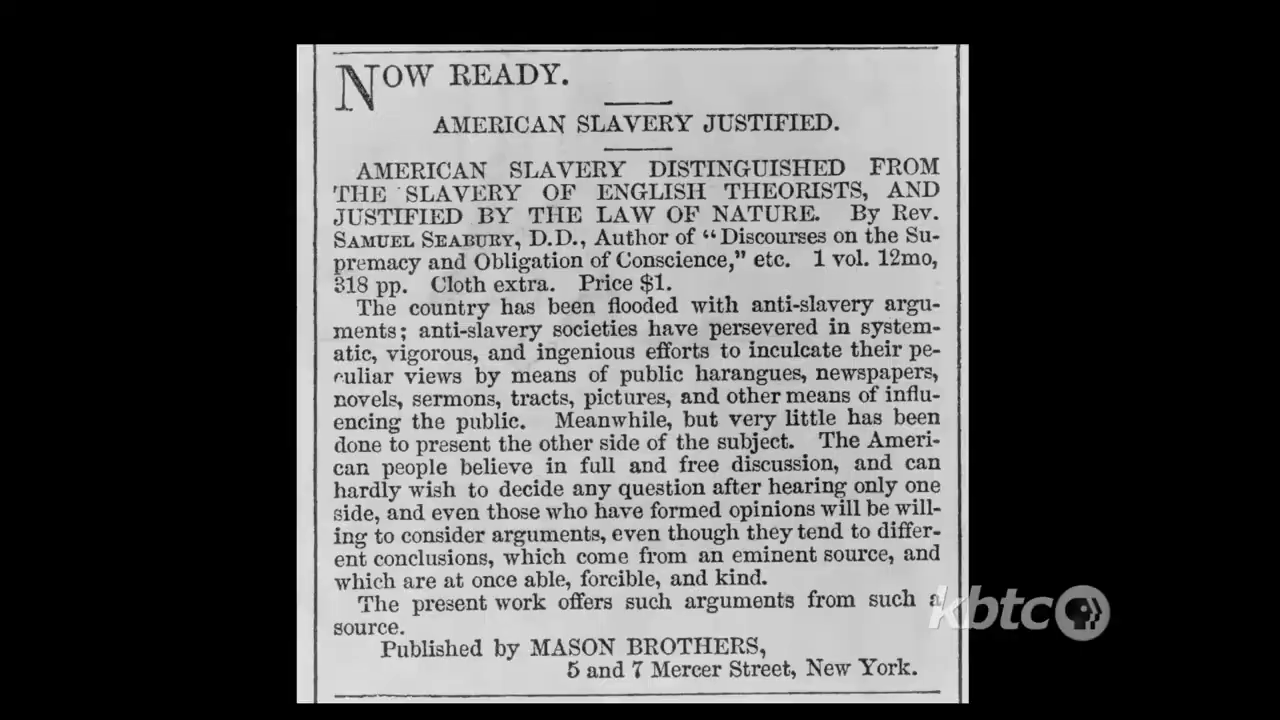 NOW READY.
AMERICAN SLAVERY JUSTIFIED.
AMERICAN SLAVERY DISTINGUISHED FROM
THE SLAVERY OF ENGLISH THEORISTS, AND
JUSTIFIED BY THE LAW OF NATURE. By Rev.
SAMUEL SEABURY, D.D., Author of “Discourses on the Su-
premacy and Obligation of Conscience,” etc. 1 vol. 12mo,
318 pp. Cloth extra. Price $1.
The country has been flooded with anti-slavery argu-
ments; anti-slavery societies have persevered in system-
atic, vigorous, and ingenious efforts to inculcate their pe-
culiar views by means of public harangues, newspapers,
novels, sermons, tracts, pictures, and other means of influ-
encing the public. Meanwhile, but very little has been
done to present the other side of the subject. The Ameri-
can people believe in full and free discussion, and can
hardly wish to decide any question after hearing only one
side, and even those who have formed opinions will be will-
ing to consider arguments, even though they tend to differ-
ent conclusions, which come from an eminent source, and
which are at once able, forcible, and kind.
The present work offers such arguments from such a
source.
Published by MASON BROTHERS,
5 and 7 Mercer Street, New York.
kbtc